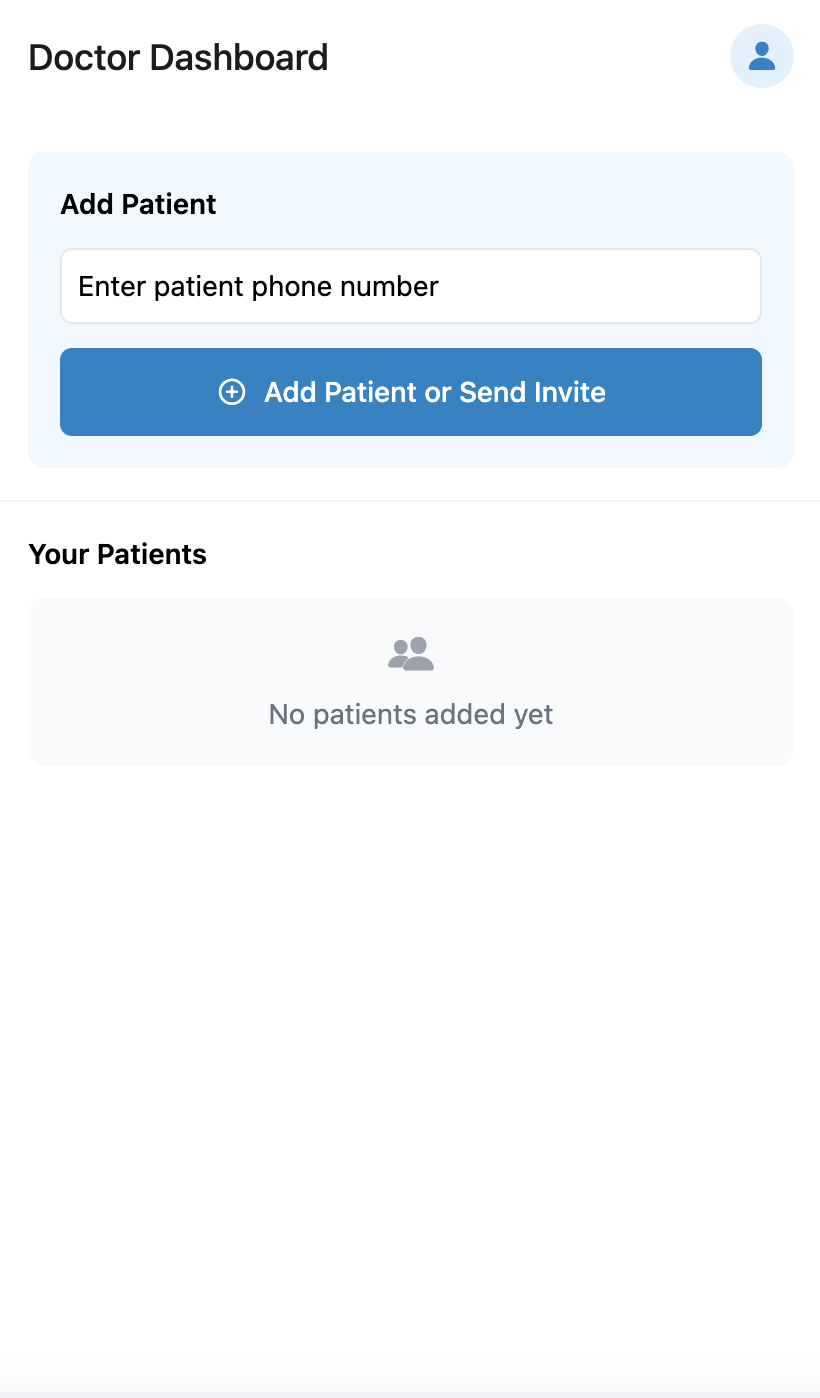 Doctor Dashboard
Add Patient
Enter patient phone number
Add Patient or Send Invite
Your Patients
No patients added yet